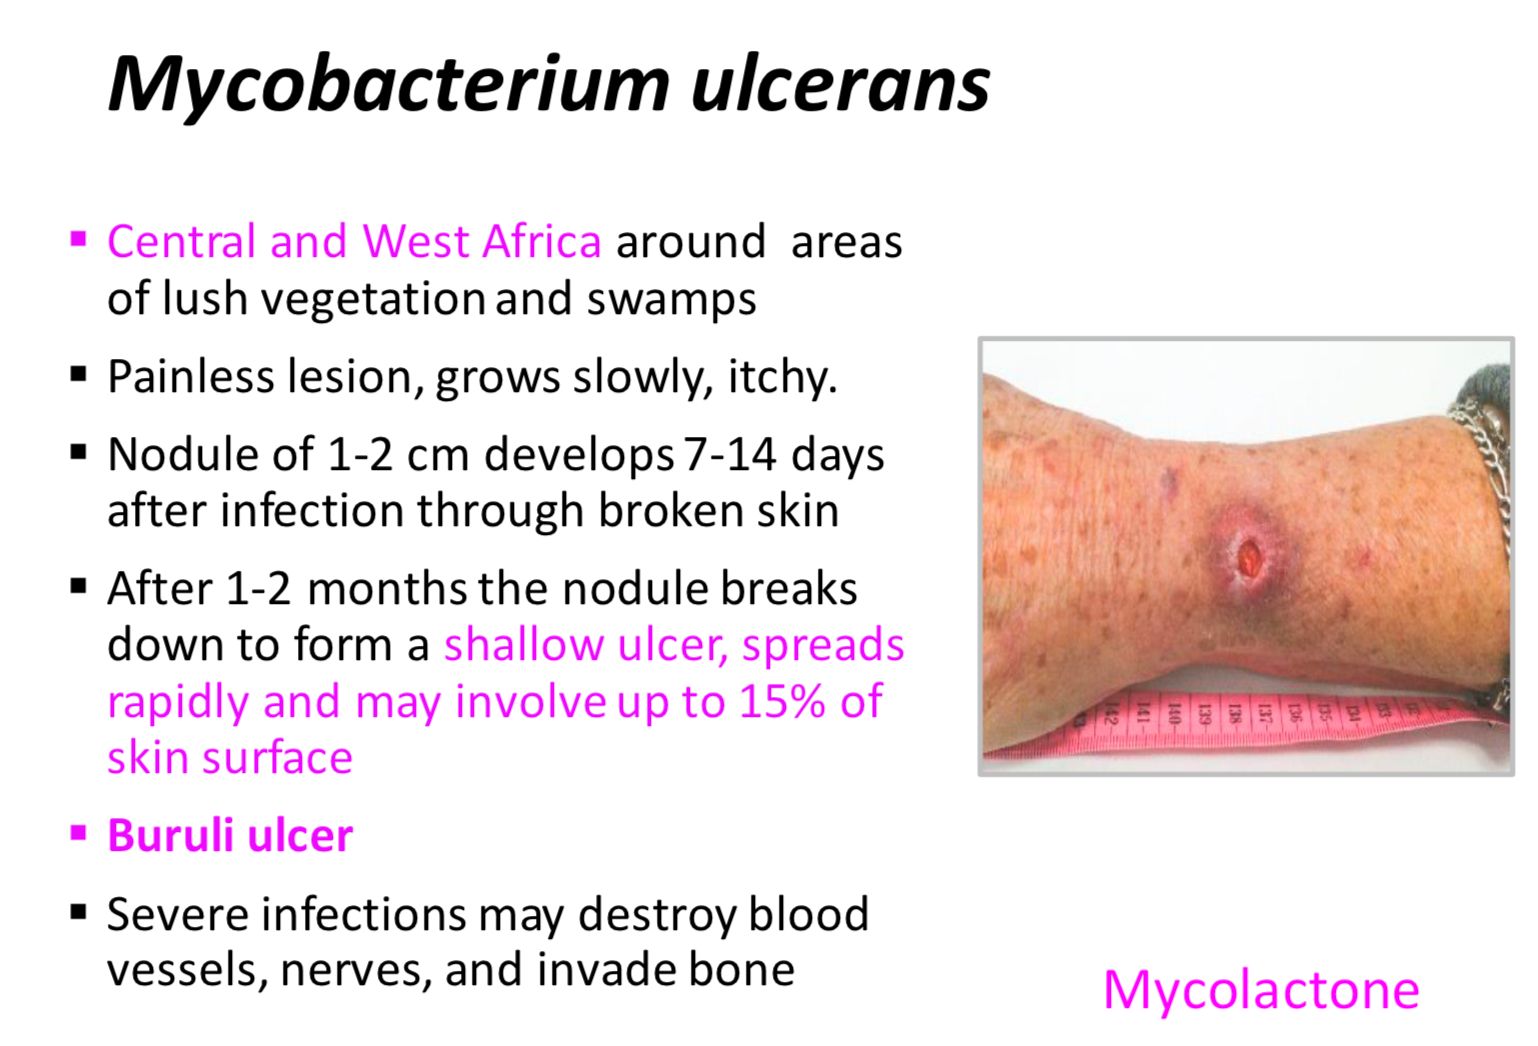 Mycobacterium ulcerans
▪ Central and West Africa around areas
of lush vegetation and swamps
▪ Painless lesion, grows slowly, itchy.
▪ Nodule of 1-2 cm develops 7-14 days
after infection through broken skin
▪ After 1-2 months the nodule breaks
down to form a shallow ulcer, spreads
rapidly and may involve up to 15% of
skin surface
▪ Buruli ulcer
▪ Severe infections may destroy blood
vessels, nerves, and invade bone
142 141 140 139 138 137 136 135 134 133
Mycolactone